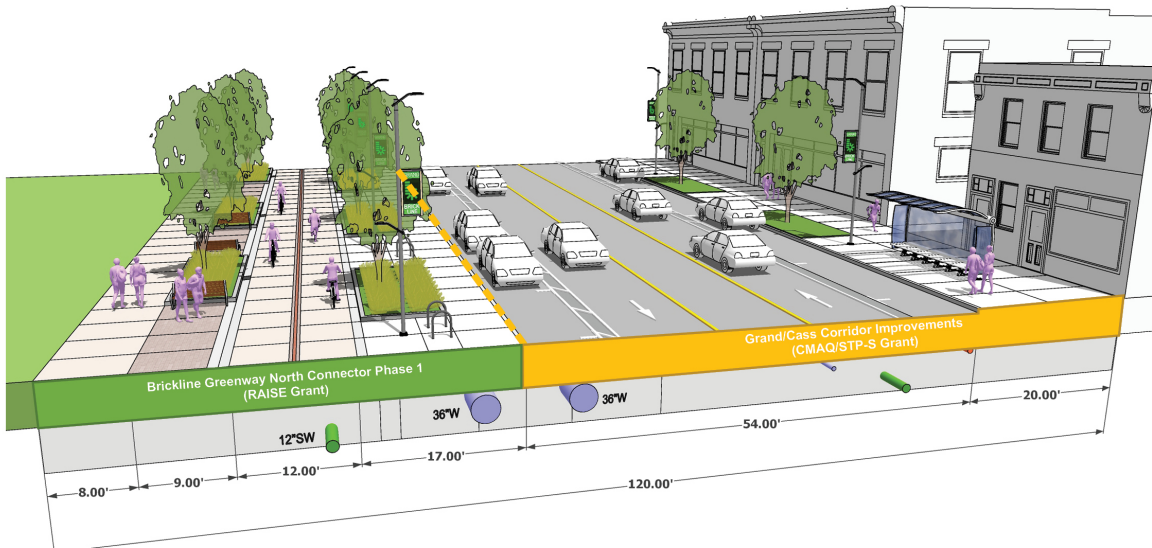 Brickline Greenway North Connector Phase 1
(RAISE Grant)
Grand/Cass Corridor Improvements
(CMAQ/STP-S Grant)
12"SW
36"W
36"W
8.00'
9.00'
12.00'
17.00'
54.00'
20.00'
120.00'